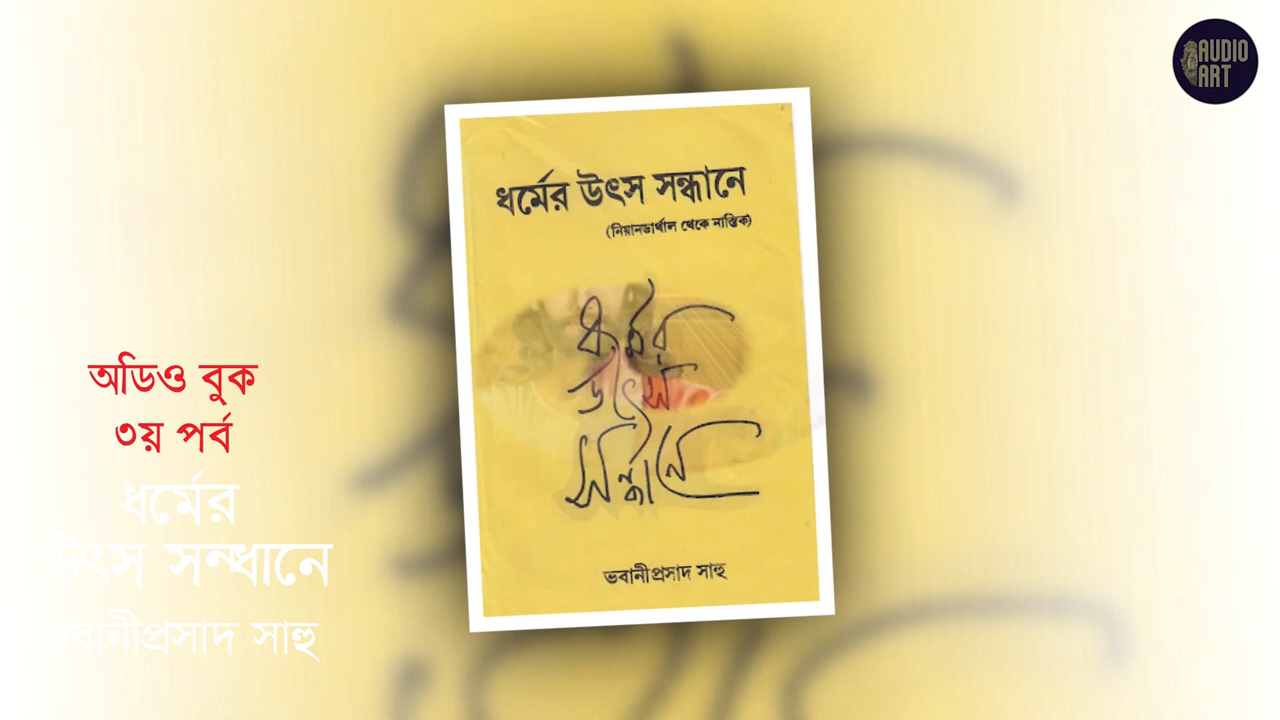 AUDIO
ART
ধর্মের উৎস সন্ধানে
(নিয়ানডার্থাল থেকে নাস্তিক)
ধর্মের
উৎস
সন্ধানে
ভবানীপ্রসাদ সাহু
অডিও বুক
৩য় পর্ব
ধর্মের
উৎস সন্ধানে
ভবানীপ্রসাদ সাহু